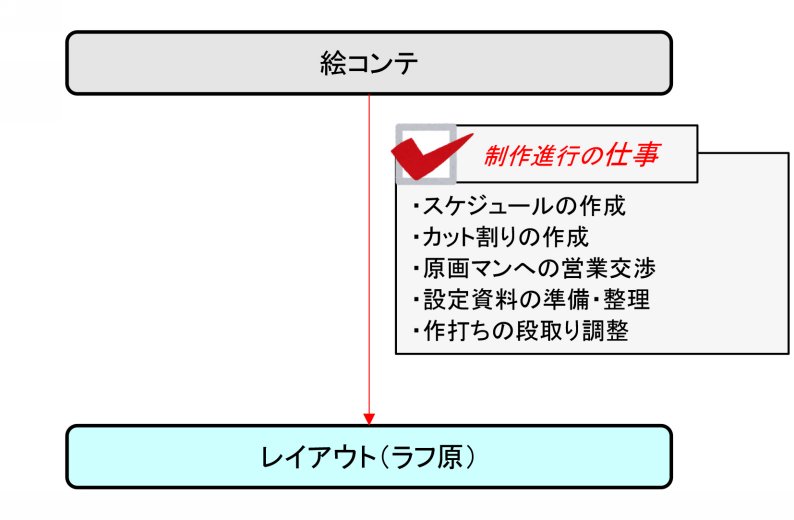 絵コンテ
制作進行の仕事
・スケジュールの作成
・カット割りの作成
・原画マンへの営業交渉
・設定資料の準備・整理
・作打ちの段取り調整
レイアウト（ラフ原）